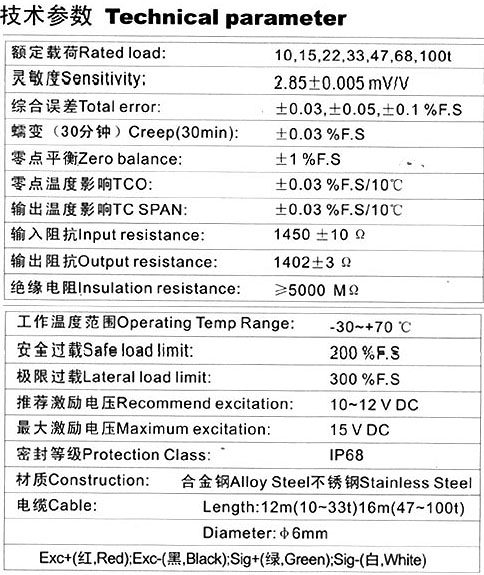 技术参数 Technical parameter
额定载荷Rated load: 10,15,22,33,47,68,100t
灵敏度Sensitivity; 2.85±0.005 mV/V
综合误差Total error: ±0.03,±0.05,±0.1 %F.S
蠕变（30分钟）Creep(30min): ±0.03 %F.S
零点平衡Zero balance: ±1 %F.S
零点温度影响TCO: ±0.03 %F.S/10℃
输出温度影响TC SPAN: ±0.03 %F.S/10℃
输入阻抗Input resistance: 1450 ±10 Ω
输出阻抗Output resistance: 1402±3 Ω
绝缘电阻Insulation resistance: ≥5000 MΩ
工作温度范围Operating Temp Range: -30~+70 ℃
安全过载Safe load limit: 200 %F.S
极限过载Lateral load limit: 300 %F.S
推荐激励电压Recommend excitation: 10~12 V DC
最大激励电压Maximum excitation: 15 V DC
密封等级Protection Class: IP68
材质Construction: 合金钢Alloy Steel不锈钢Stainless Steel
电缆Cable: Length:12m(10~33t)16m(47~100t)
Diameter:φ6mm
Exc+(红,Red);Exc-(黑,Black);Sig+(绿,Green);Sig-(白,White)